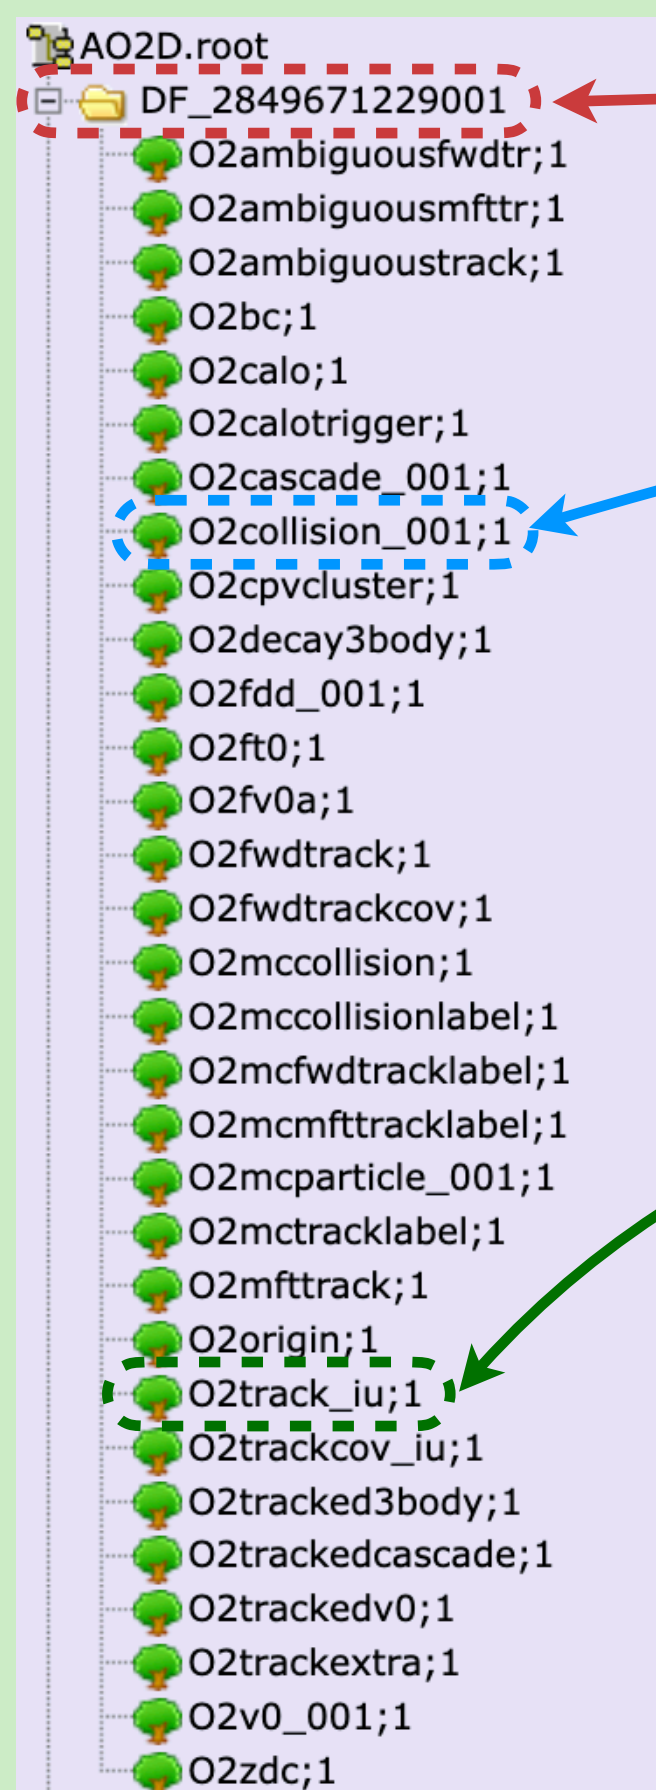 AO2D.root
DF_2849671229001
O2ambiguousfwdtr;1
O2ambiguousmfttr;1
O2ambiguoustrack;1
O2bc;1
O2calo;1
O2calotrigger;1
O2cascade_001;1
O2collision_001;1
O2cpvcluster;1
O2decay3body;1
O2fdd_001;1
O2ft0;1
O2fv0a;1
O2fwdtrack;1
O2fwdtrackcov;1
O2mccollision;1
O2mccollisionlabel;1
O2mcfwdtracklabel;1
O2mcmfttracklabel;1
O2mcparticle_001;1
O2mctracklabel;1
O2mfttrack;1
O2origin;1
O2track_iu;1
O2trackcov_iu;1
O2tracked3body;1
O2trackedcascade;1
O2trackedv0;1
O2trackextra;1
O2v0_001;1
O2zdc;1